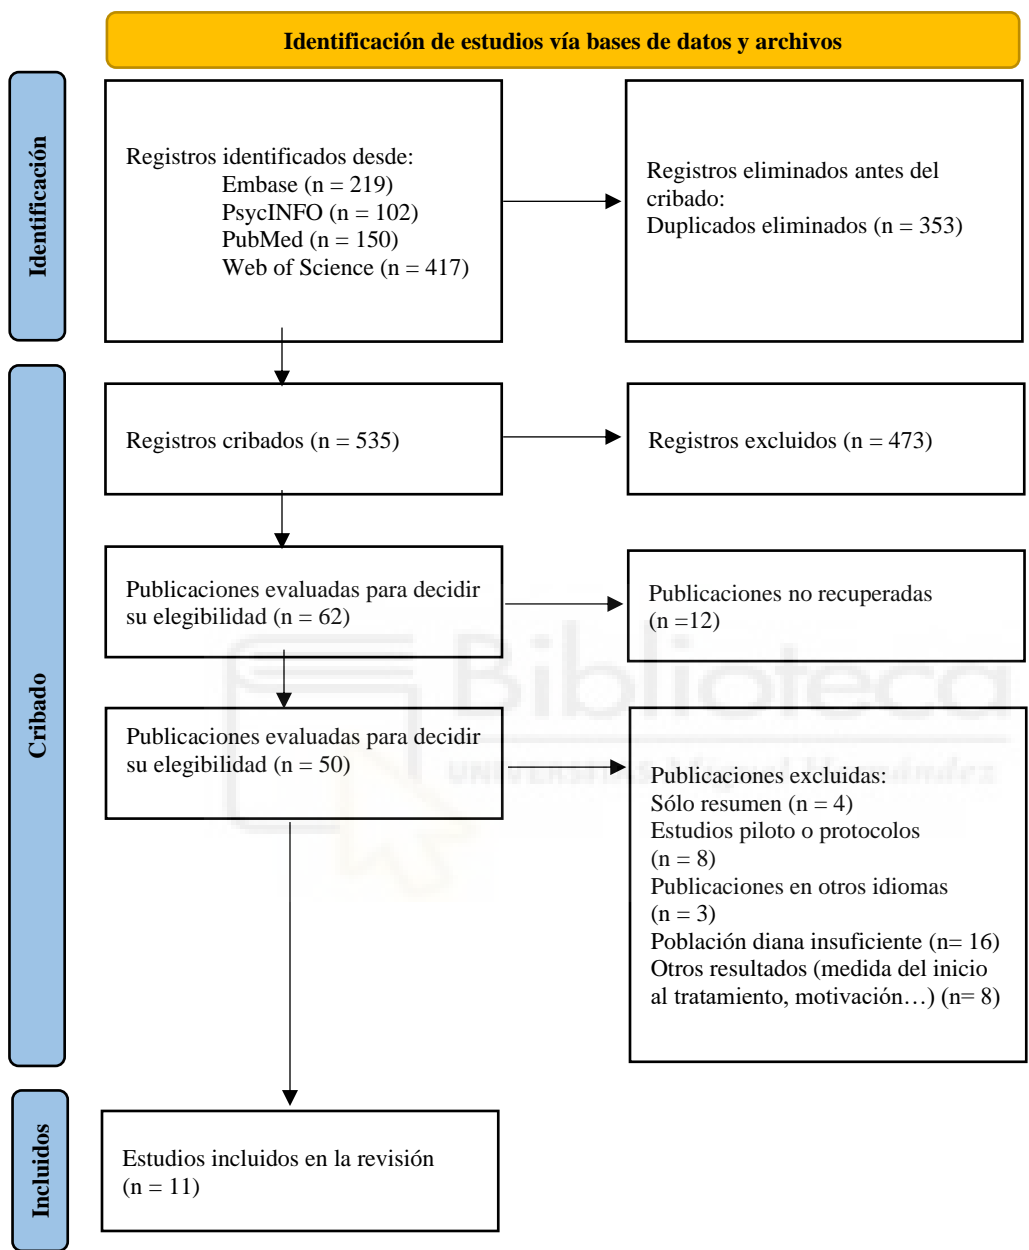 Identificación de estudios vía bases de datos y archivos
Identificación
Registros identificados desde:
Embase (n = 219)
PsycINFO (n = 102)
PubMed (n = 150)
Web of Science (n = 417)
Registros eliminados antes del
cribado:
Duplicados eliminados (n = 353)
Cribado
Registros cribados (n = 535)
Registros excluidos (n = 473)
Publicaciones evaluadas para decidir
su elegibilidad (n = 62)
Publicaciones no recuperadas
(n =12)
Publicaciones evaluadas para decidir
su elegibilidad (n = 50)
Publicaciones excluidas:
Sólo resumen (n = 4)
Estudios piloto o protocolos
(n = 8)
Publicaciones en otros idiomas
(n = 3)
Población diana insuficiente (n= 16)
Otros resultados (medida del inicio
al tratamiento, motivación…) (n= 8)
Incluidos
Estudios incluidos en la revisión
(n = 11)
Biblioteca
UNIVERSITAS Miguel Hernández